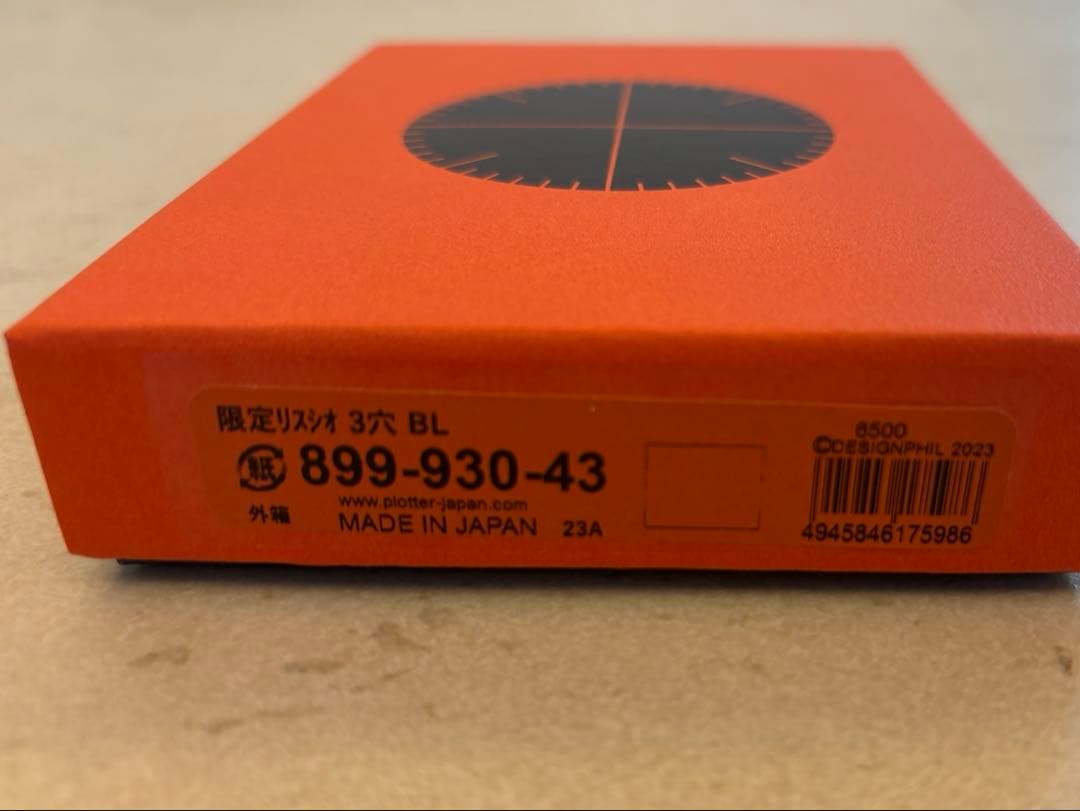 限定ﾘｽｼｵ 3穴 BL
紙 899-930-43
外箱
www.plotter-japan.com
MADE IN JAPAN 23A
6500
©DESIGNPHIL 2023
4945846175986